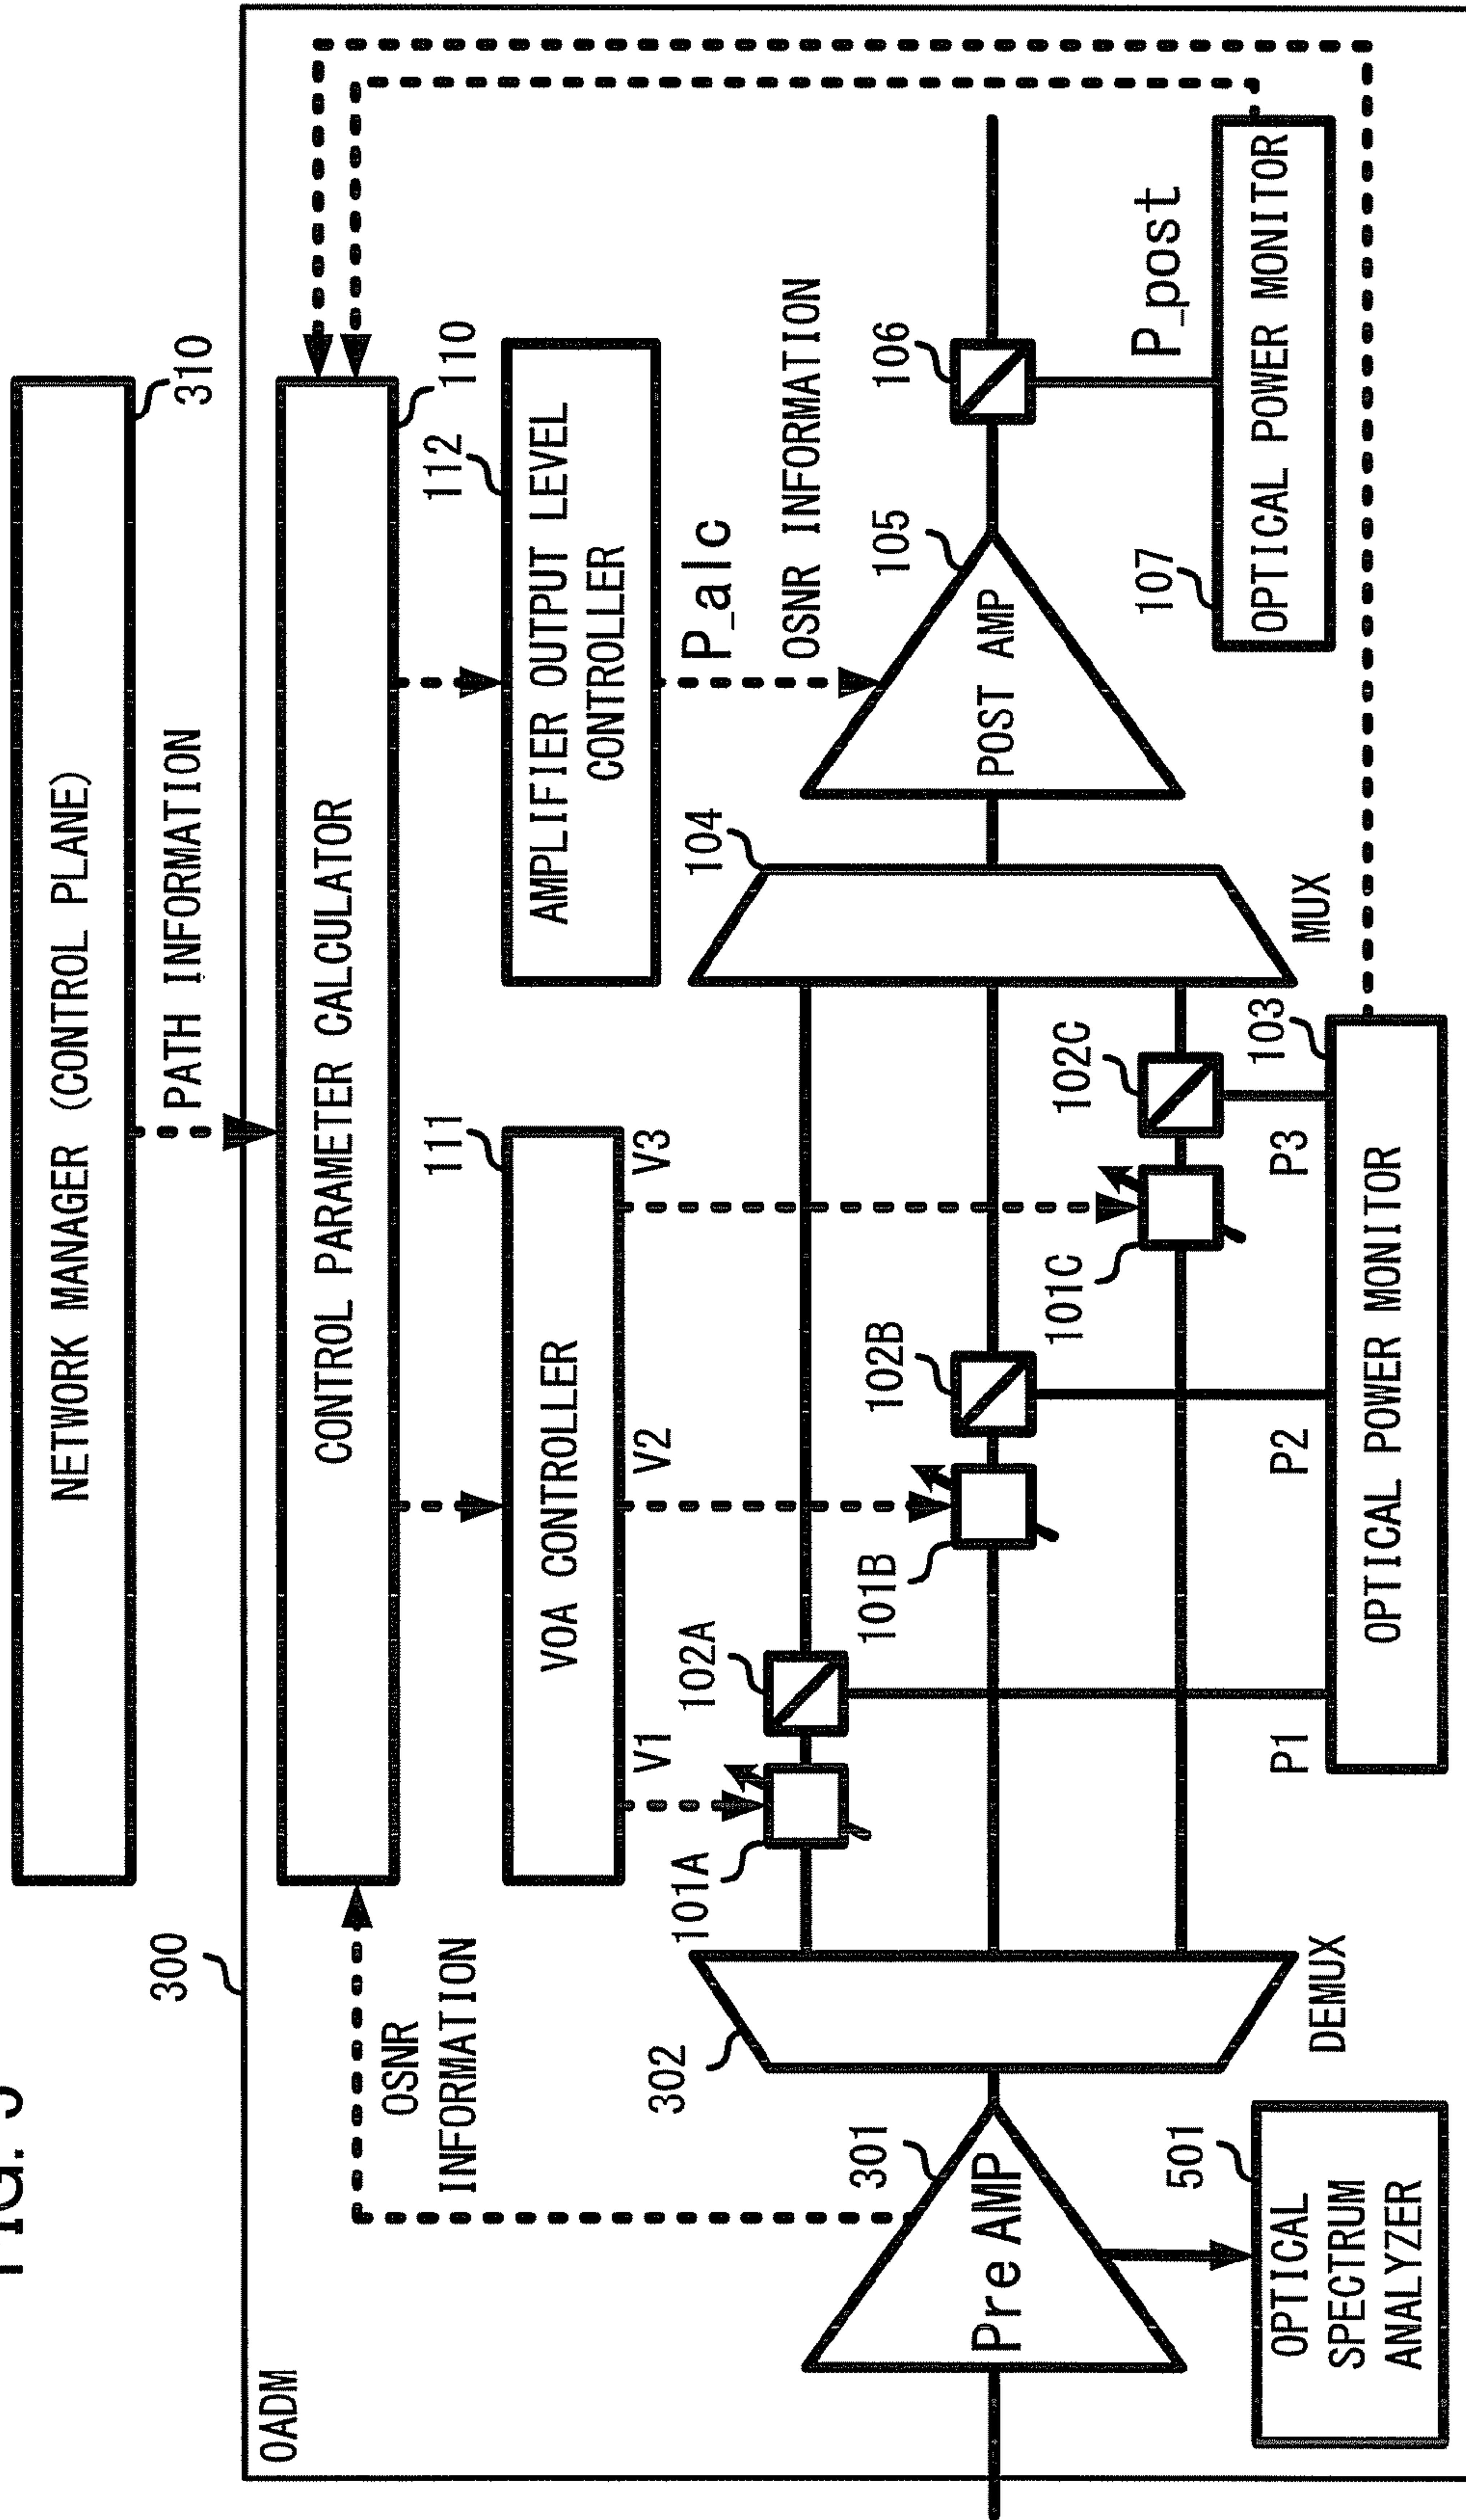 NETWORK MANAGER (CONTROL PLANE)
310
PATH INFORMATION
300
OADM
CONTROL PARAMETER CALCULATOR
110
OSNR
INFORMATION
VOA CONTROLLER
111
AMPLIFIER OUTPUT LEVEL
CONTROLLER
112
V1
V2
V3
P_alc
OSNR INFORMATION
Pre AMP
301
302
DEMUX
101A
102A
101B
102B
101C
102C
104
MUX
POST AMP
105
106
P_post
107
OPTICAL POWER MONITOR
P1
P2
P3
103
OPTICAL POWER MONITOR
501
OPTICAL
SPECTRUM
ANALYZER